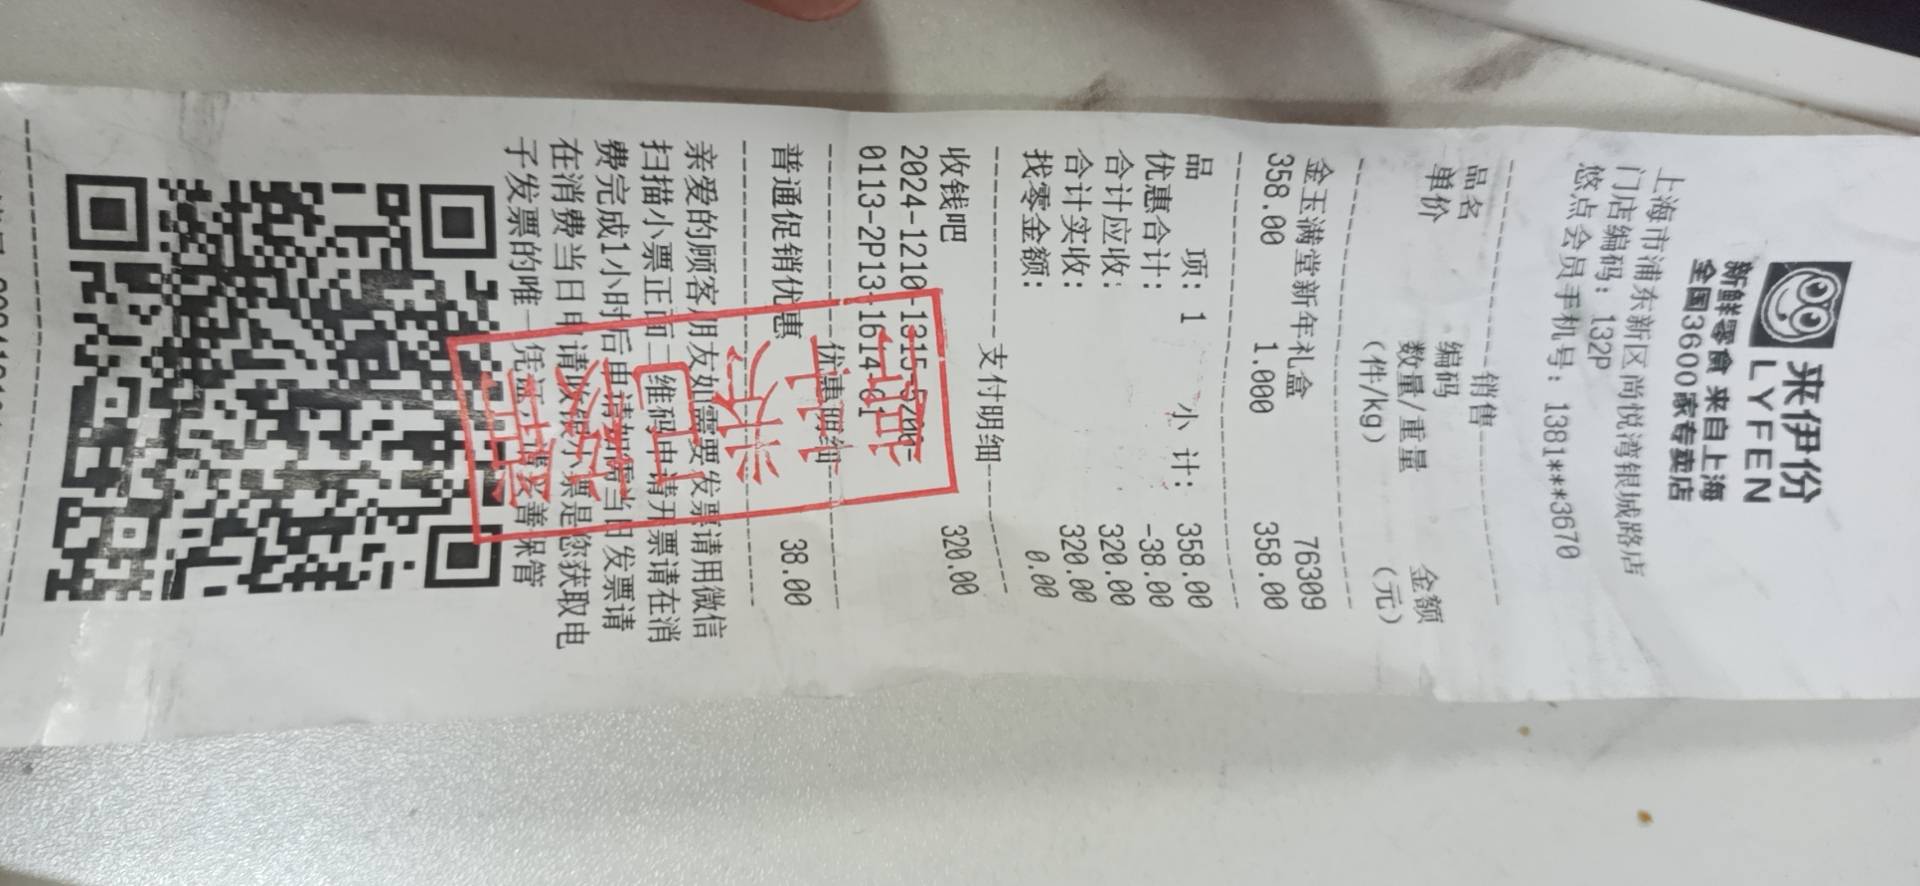 来伊份
LYFEN
新鲜零食 来自上海
全国3600家专卖店
上海市浦东新区尚悦湾银城路店
门店编码：132P
悠点会员手机号：1381***3670
销售
品名 编码 金额
单价 数量/重量 (元)
(件/kg)
金玉满堂新年礼盒 76309
358.00 1.000 358.00
品 项：1 小 计：358.00
优惠合计： -38.00
合计应收： 320.00
合计实收： 320.00
找零金额： 0.00
支付明细
收钱吧 320.00
2024-1210-1315-5200-
0113-2P13-1614-01
优惠明细
普通促销优惠 38.00
亲爱的顾客朋友如需要发票请用微信
扫描小票正面二维码申请开票请在消
费完成1小时后申请如需当日发票请
在消费当日申请该银小票是您获取电
子发票的唯一凭证请妥善保管